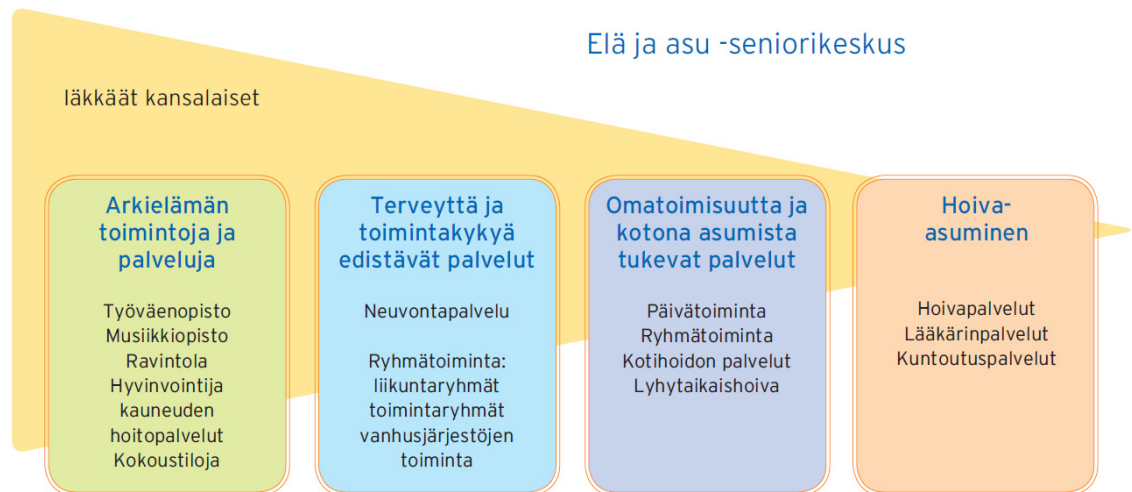 Elä ja asu -seniorikeskus
Iäkkäät kansalaiset
Arkielämän
toimintoja ja
palveluja
Työväenopisto
Musiikkiopisto
Ravintola
Hyvinvointija
kauneuden
hoitopalvelut
Kokoustiloja
Terveyttä ja
toimintakykyä
edistävät palvelut
Neuvontapalvelu
Ryhmätoiminta:
liikuntaryhmät
toimintaryhmät
vanhusjärjestöjen
toiminta
Omatoimisuutta ja
kotona asumista
tukevat palvelut
Päivätoiminta
Ryhmätoiminta
Kotihoidon palvelut
Lyhytaikaishoiva
Hoiva-
asuminen
Hoivapalvelut
Lääkärinpalvelut
Kuntoutuspalvelut